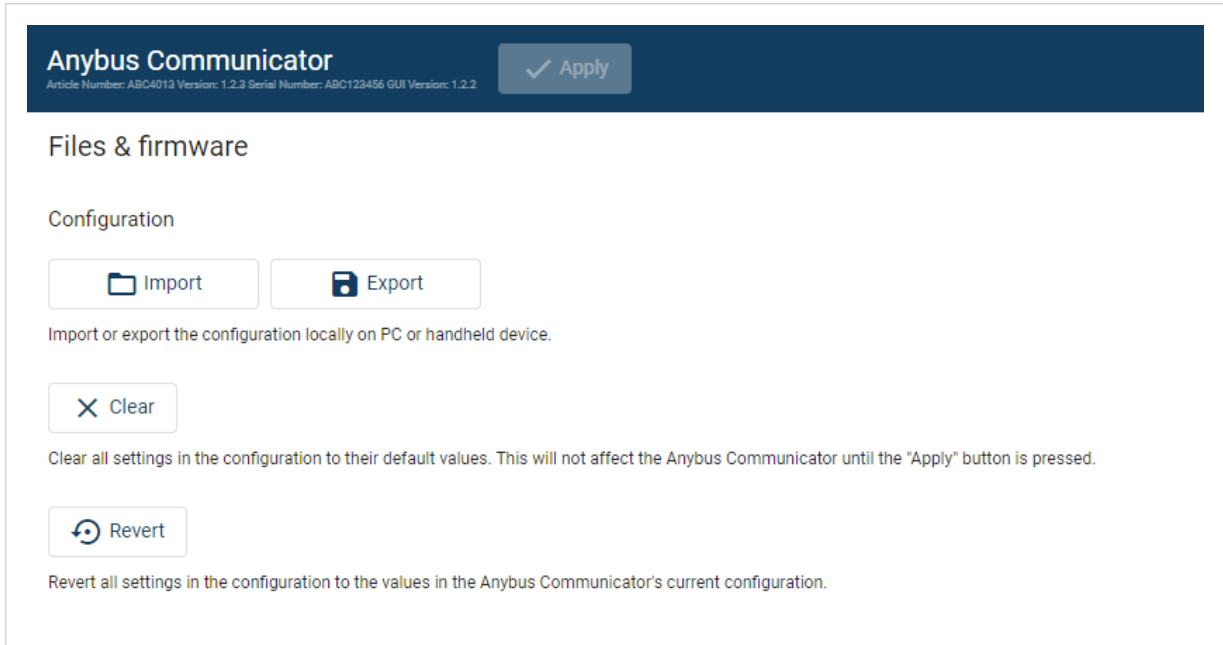 Anybus Communicator
Article Number: ABC4013 Version: 1.2.3 Serial Number: ABC123456 GUI Version: 1.2.2
Apply
Files & firmware
Configuration
Import
Export
Import or export the configuration locally on PC or handheld device.
Clear
Clear all settings in the configuration to their default values. This will not affect the Anybus Communicator until the "Apply" button is pressed.
Revert
Revert all settings in the configuration to the values in the Anybus Communicator's current configuration.